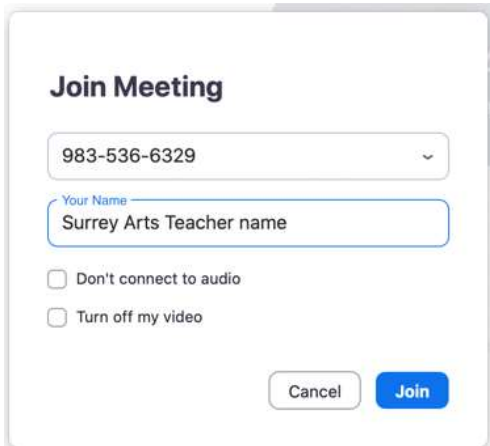 Join Meeting
983-536-6329
Your Name
Surrey Arts Teacher name
Don't connect to audio
Turn off my video
Cancel Join